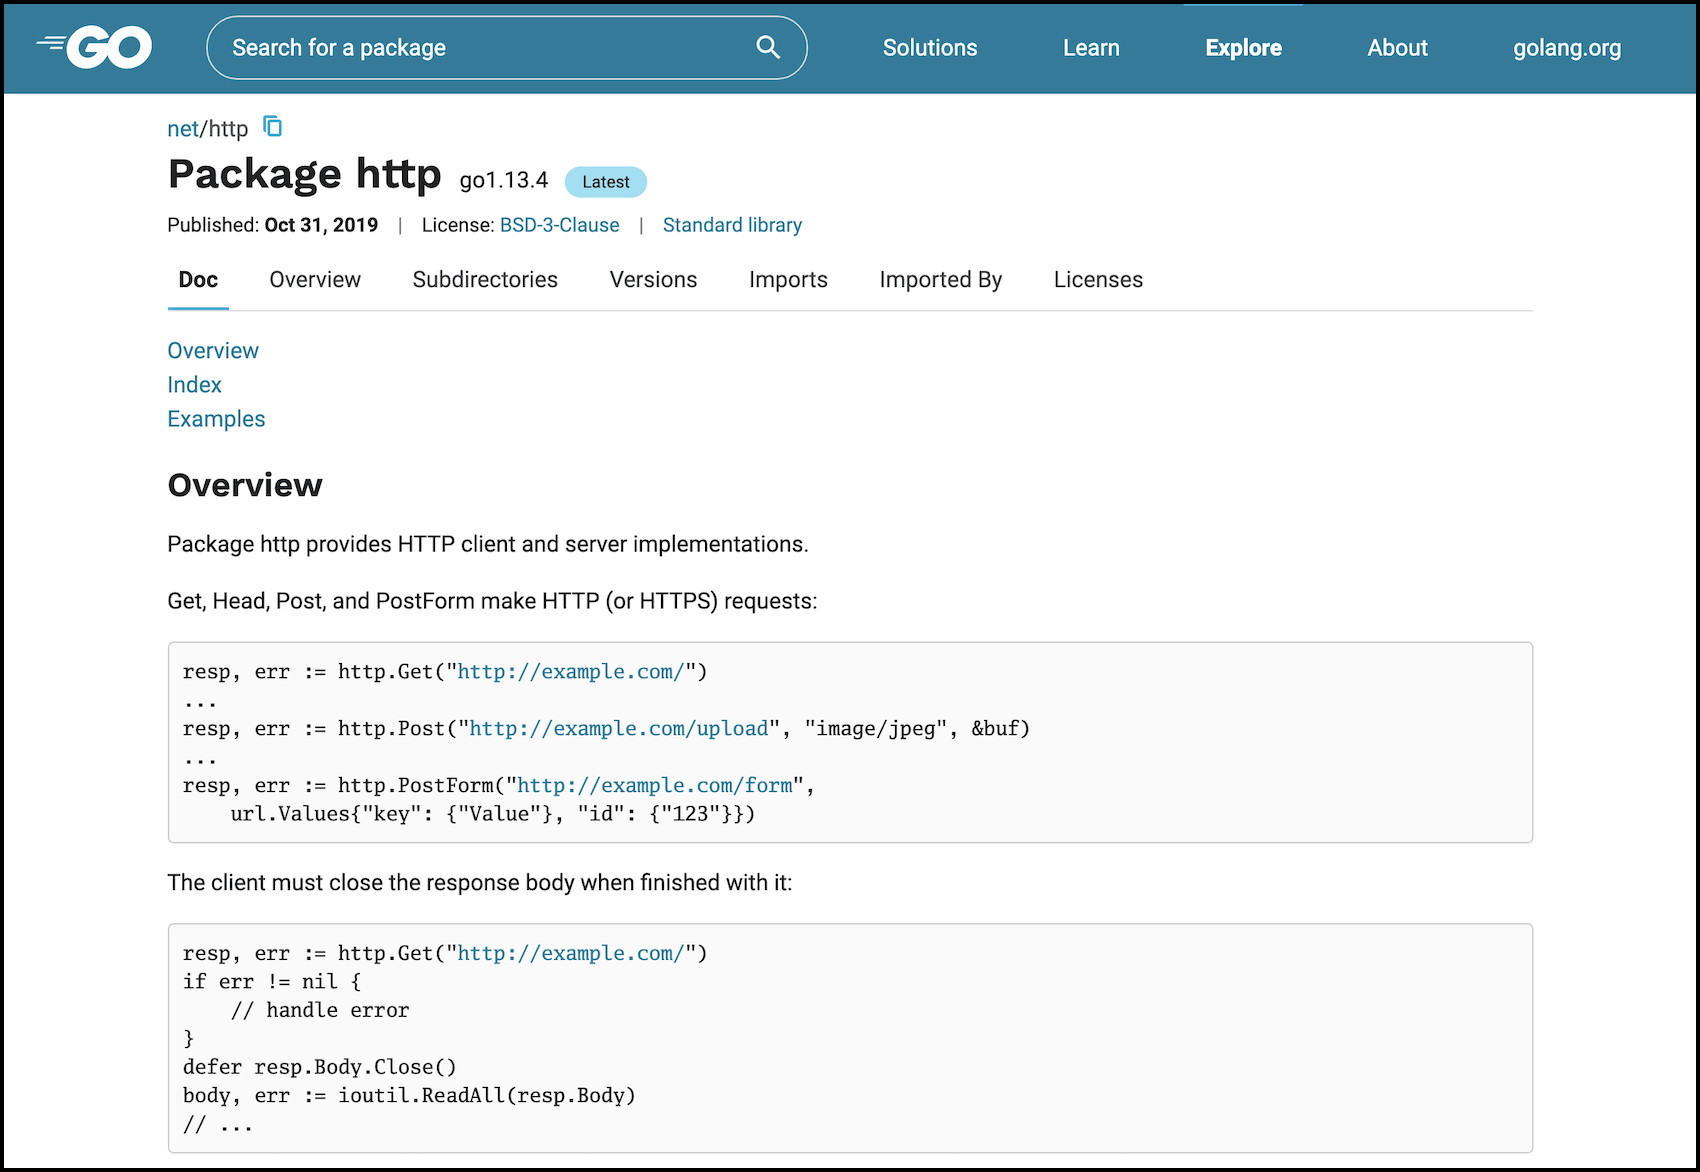 GO
Search for a package
Solutions
Learn
Explore
About
golang.org
net/http
Package http go1.13.4 Latest
Published: Oct 31, 2019 | License: BSD-3-Clause | Standard library
Doc Overview Subdirectories Versions Imports Imported By Licenses
Overview
Index
Examples
Overview
Package http provides HTTP client and server implementations.
Get, Head, Post, and PostForm make HTTP (or HTTPS) requests:
resp, err := http.Get("http://example.com/")
...
resp, err := http.Post("http://example.com/upload", "image/jpeg", &buf)
...
resp, err := http.PostForm("http://example.com/form",
    url.Values{"key": {"Value"}, "id": {"123"}})
The client must close the response body when finished with it:
resp, err := http.Get("http://example.com/")
if err != nil {
    // handle error
}
defer resp.Body.Close()
body, err := ioutil.ReadAll(resp.Body)
// ...